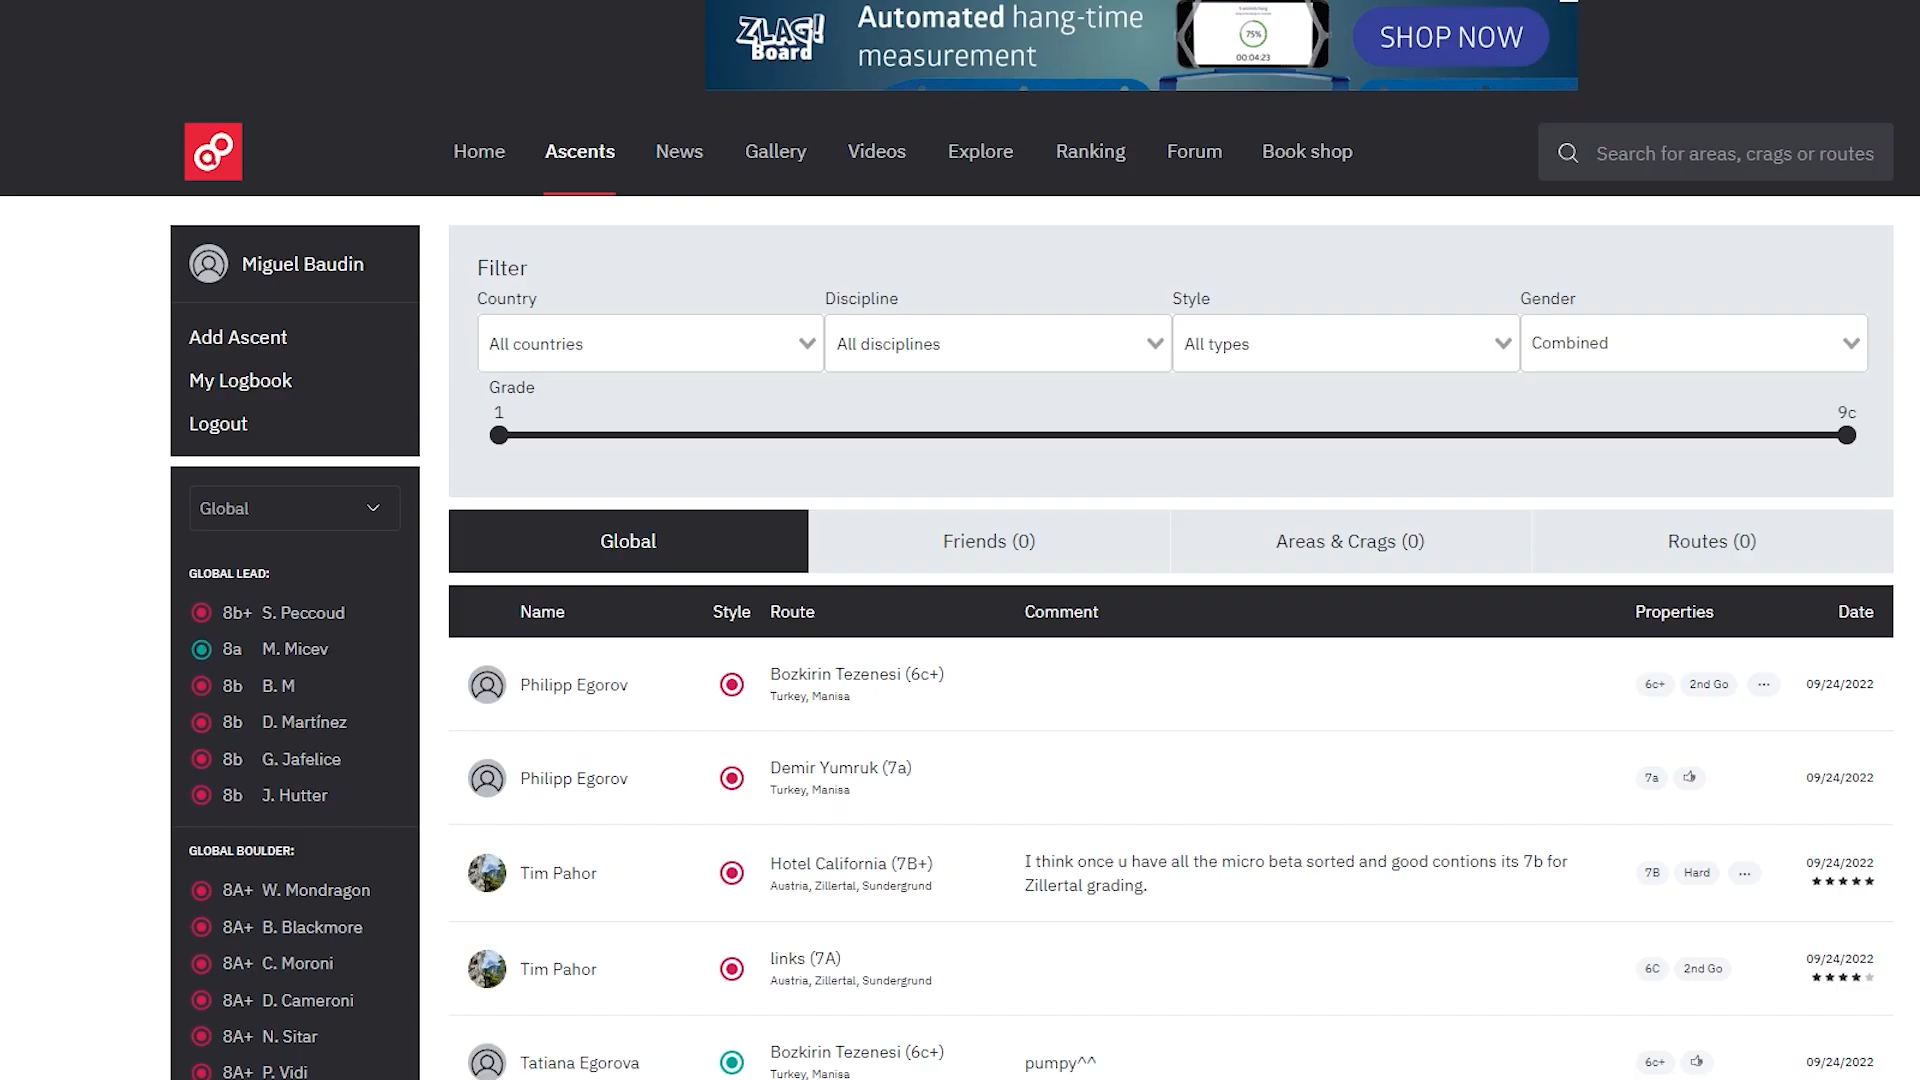 ZLAG!
Board
Automated hang-time
measurement
75%
00:04:23
SHOP NOW
Home
Ascents
News
Gallery
Videos
Explore
Ranking
Forum
Book shop
Search for areas, crags or routes
Miguel Baudin
Add Ascent
My Logbook
Logout
Global
GLOBAL LEAD:
8b+ S. Peccoud
8a M. Micev
8b B. M
8b D. Martínez
8b G. Jafelice
8b J. Hutter
GLOBAL BOULDER:
8A+ W. Mondragon
8A+ B. Blackmore
8A+ C. Moroni
8A+ D. Cameroni
8A+ N. Sitar
8A+ P. Vidi
Filter
Country
Discipline
Style
Gender
All countries
All disciplines
All types
Combined
Grade
1
9c
Global
Friends (0)
Areas & Crags (0)
Routes (0)
Name
Style
Route
Comment
Properties
Date
Philipp Egorov
Bozkirin Tezenesi (6c+)
Turkey, Manisa
6c+
2nd Go
...
09/24/2022
Philipp Egorov
Demir Yumruk (7a)
Turkey, Manisa
7a
09/24/2022
Tim Pahor
Hotel California (7B+)
Austria, Zillertal, Sundergrund
I think once u have all the micro beta sorted and good contions its 7b for
Zillertal grading.
7B
Hard
...
09/24/2022
Tim Pahor
links (7A)
Austria, Zillertal, Sundergrund
6C
2nd Go
09/24/2022
Tatiana Egorova
Bozkirin Tezenesi (6c+)
Turkey, Manisa
pumpy^^
6c+
09/24/2022